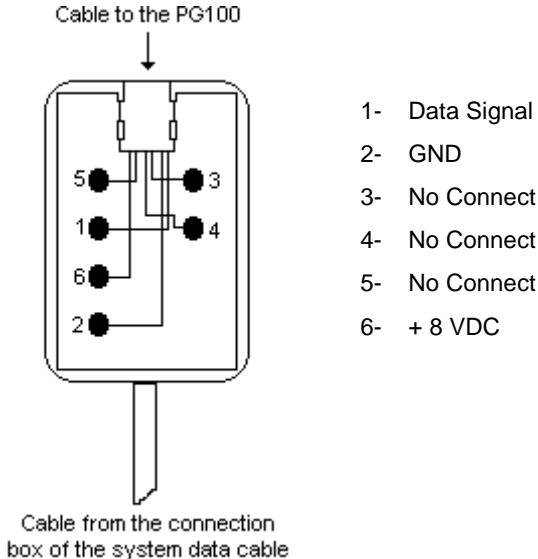 Cable to the PG100
1- Data Signal
2- GND
3- No Connect
4- No Connect
5- No Connect
6- + 8 VDC
5
3
1
4
6
2
Cable from the connection
box of the system data cable